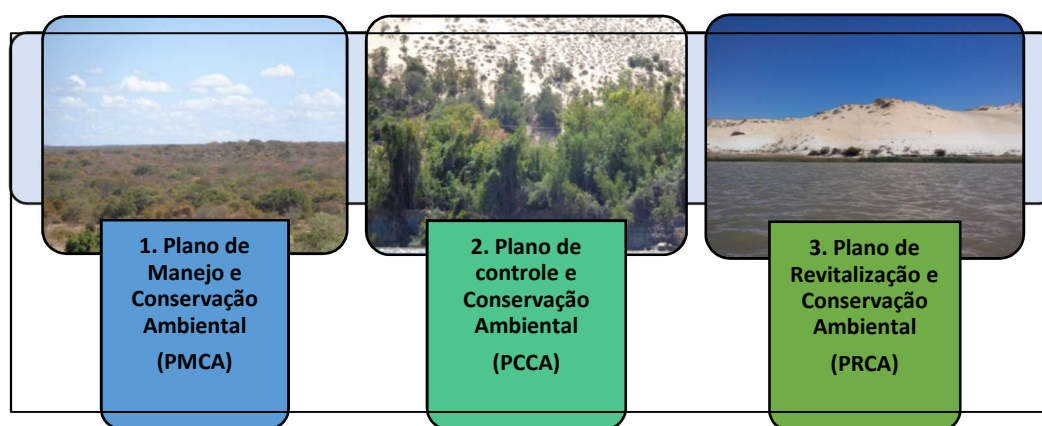 1. Plano de
Manejo e
Conservação
Ambiental
(PMCA)
2. Plano de
controle e
Conservação
Ambiental
(PCCA)
3. Plano de
Revitalização e
Conservação
Ambiental
(PRCA)